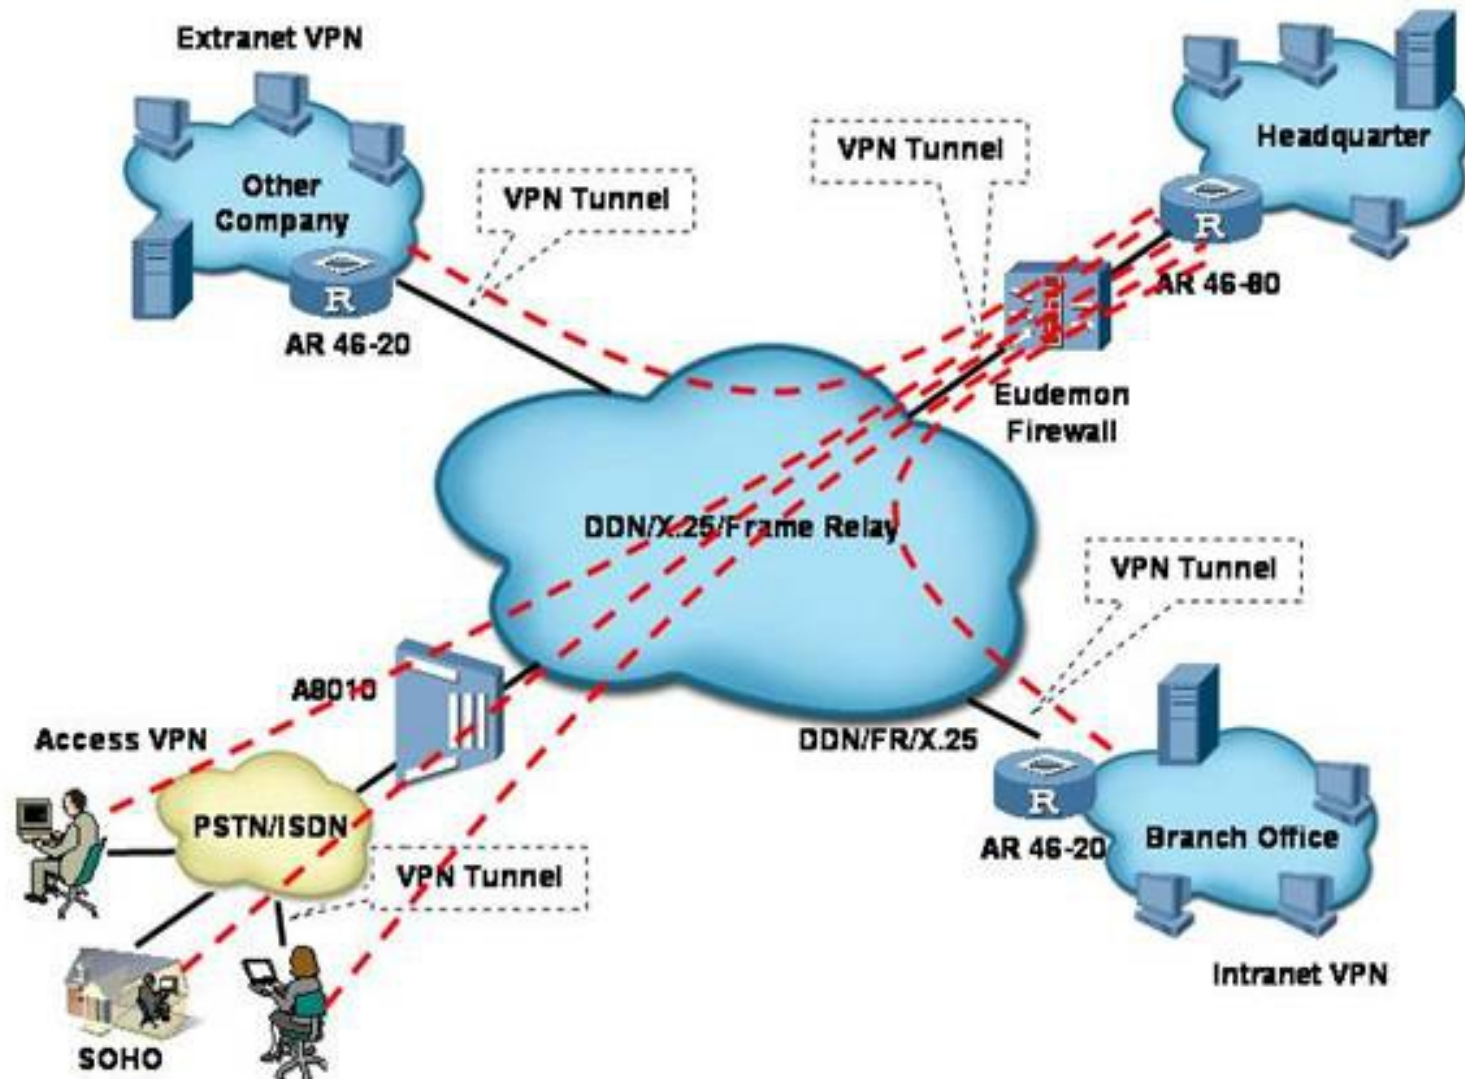 Extranet VPN
Other
Company
VPN Tunnel
R
AR 46-20
VPN Tunnel
Headquarter
R
AR 46-80
Eudemon
Firewall
DDN/X.25/Frame Relay
VPN Tunnel
A8010
Access VPN
PSTN/ISDN
VPN Tunnel
SOHO
DDN/FR/X.25
R
AR 46-20
Branch Office
Intranet VPN